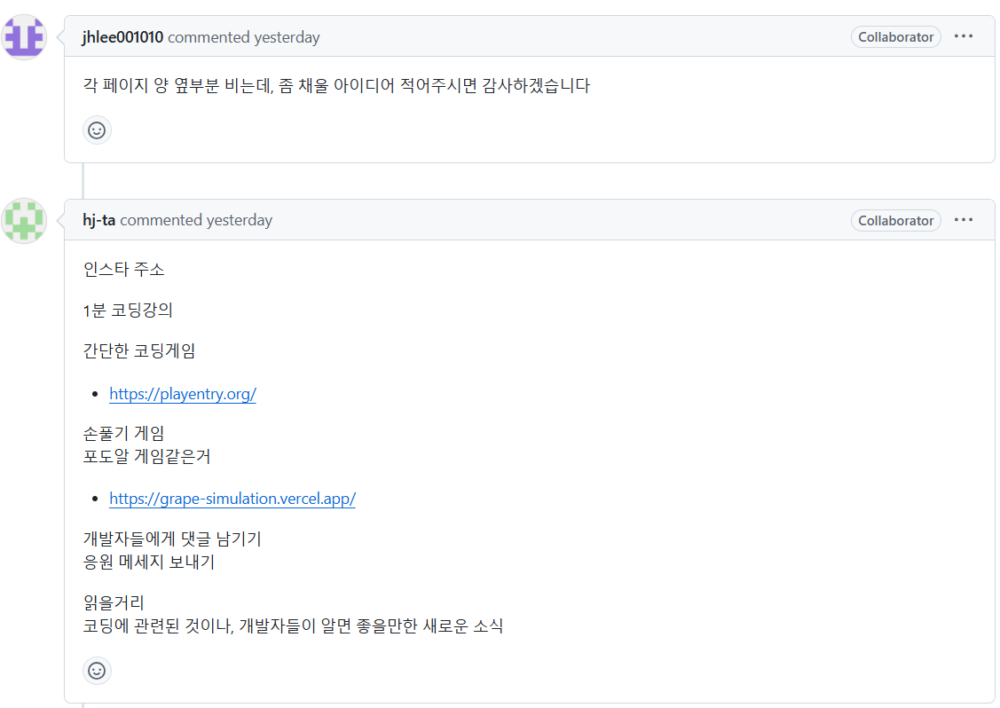 jhlee001010 commented yesterday
Collaborator
각 페이지 양 옆부분 비는데, 좀 채울 아이디어 적어주시면 감사하겠습니다
hj-ta commented yesterday
Collaborator
인스타 주소
1분 코딩강의
간단한 코딩게임
https://playentry.org/
손풀기 게임
포도알 게임같은거
https://grape-simulation.vercel.app/
개발자들에게 댓글 남기기
응원 메세지 보내기
읽을거리
코딩에 관련된 것이나, 개발자들이 알면 좋을만한 새로운 소식